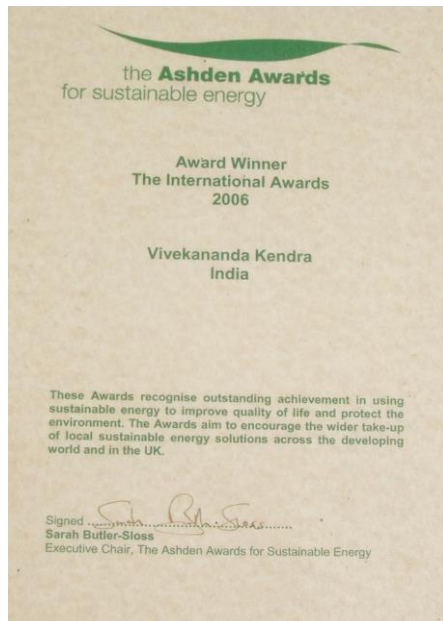 the Ashden Awards
for sustainable energy
Award Winner
The International Awards
2006
Vivekananda Kendra
India
These Awards recognise outstanding achievement in using
sustainable energy to improve quality of life and protect the
environment. The Awards aim to encourage the wider take-up
of local sustainable energy solutions across the developing
world and in the UK.
Signed Sarah Butler-Sloss
Sarah Butler-Sloss
Executive Chair, The Ashden Awards for Sustainable Energy